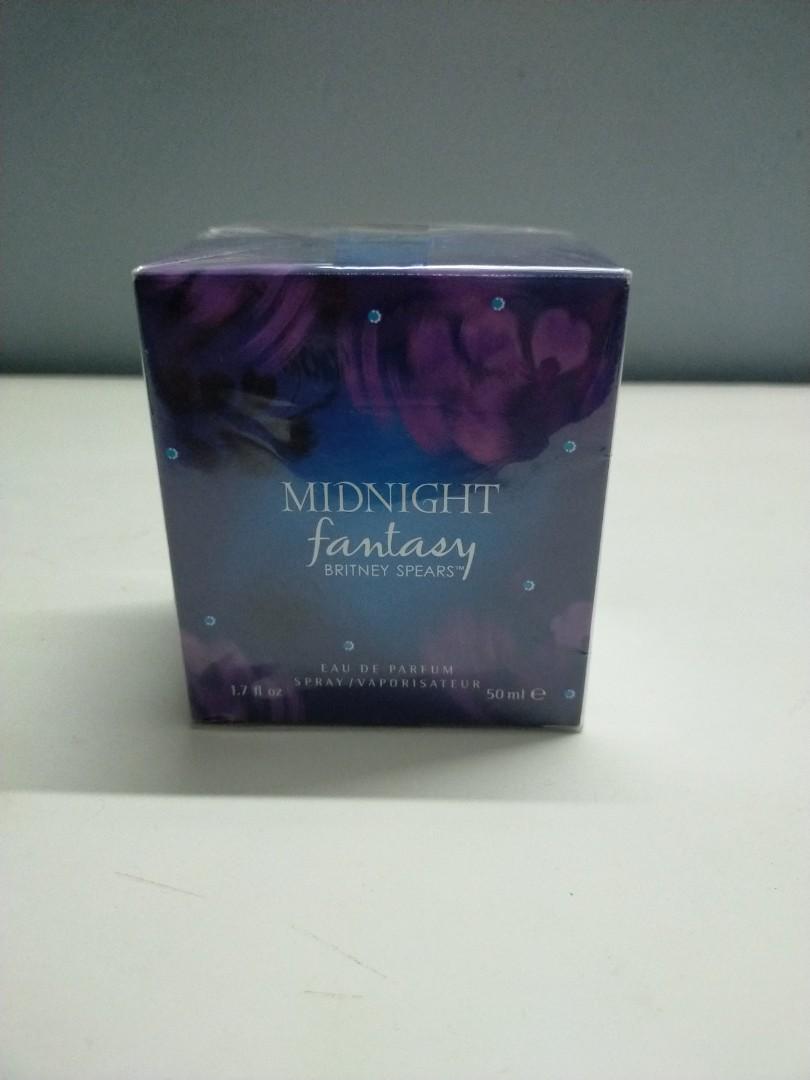 MIDNIGHT
fantasy
BRITNEY SPEARS™
EAU DE PARFUM
SPRAY/VAPORISATEUR
1.7 fl oz
50 ml ℮